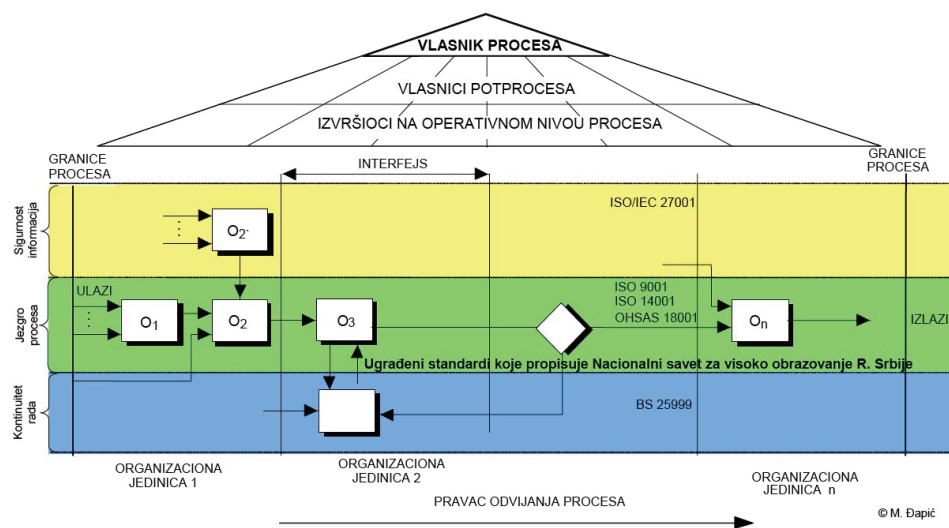 VLASNIK PROCESA
VLASNICI POTPROCESA
IZVRŠIOCI NA OPERATIVNOM NIVOU PROCESA
GRANICE
PROCESA
INTERFEJS
GRANICE
PROCESA
Sigurnost
informacija
O2'
ISO/IEC 27001
Jezgro
procesa
ULAZI
O1
O2
O3
ISO 9001
ISO 14001
OHSAS 18001
On
IZLAZI
Ugrađeni standardi koje propisuje Nacionalni savet za visoko obrazovanje R. Srbije
Kontinuitet
rada
BS 25999
ORGANIZACIONA
JEDINICA 1
ORGANIZACIONA
JEDINICA 2
ORGANIZACIONA
JEDINICA n
PRAVAC ODVIJANJA PROCESA
© M. Đapić